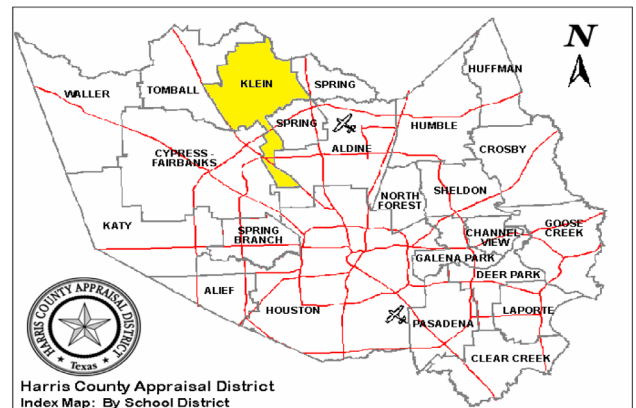 N
HUFFMAN
WALLER
TOMBALL
KLEIN
SPRING
SPRING
HUMBLE
ALDINE
CROSBY
CYPRESS -
FAIRBANKS
SHELDON
NORTH
FOREST
KATY
SPRING
BRANCH
CHANNEL
VIEW
GOOSE
CREEK
GALENA PARK
DEER PARK
ALIEF
HOUSTON
PASADENA
LAPORTE
CLEAR CREEK
HARRIS COUNTY APPRAISAL DISTRICT
Texas
Harris County Appraisal District
Index Map: By School District